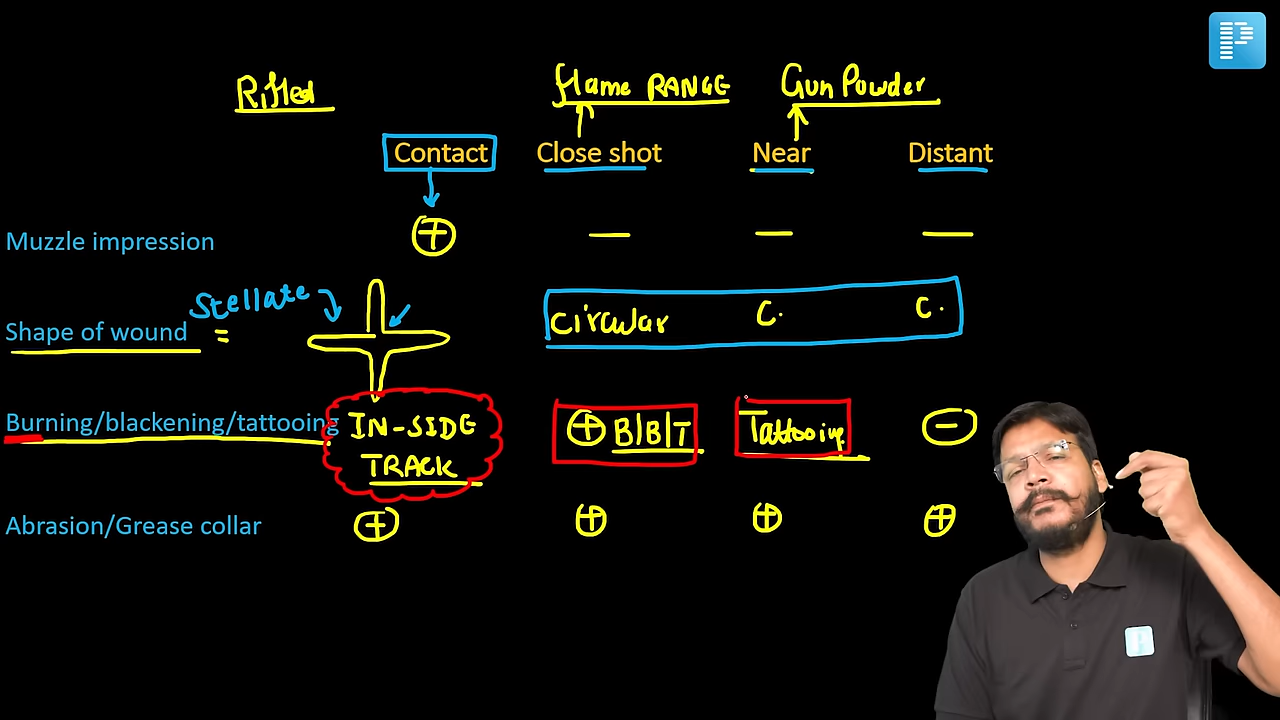 Rifled flame RANGE Gun Powder
Contact Close shot Near Distant
Muzzle impression + — — —
Stellate
Shape of wound = Circular C. C.
Burning/blackening/tattooing IN-SIDE TRACK + B/B/T Tattooing -
Abrasion/Grease collar + + + +
P